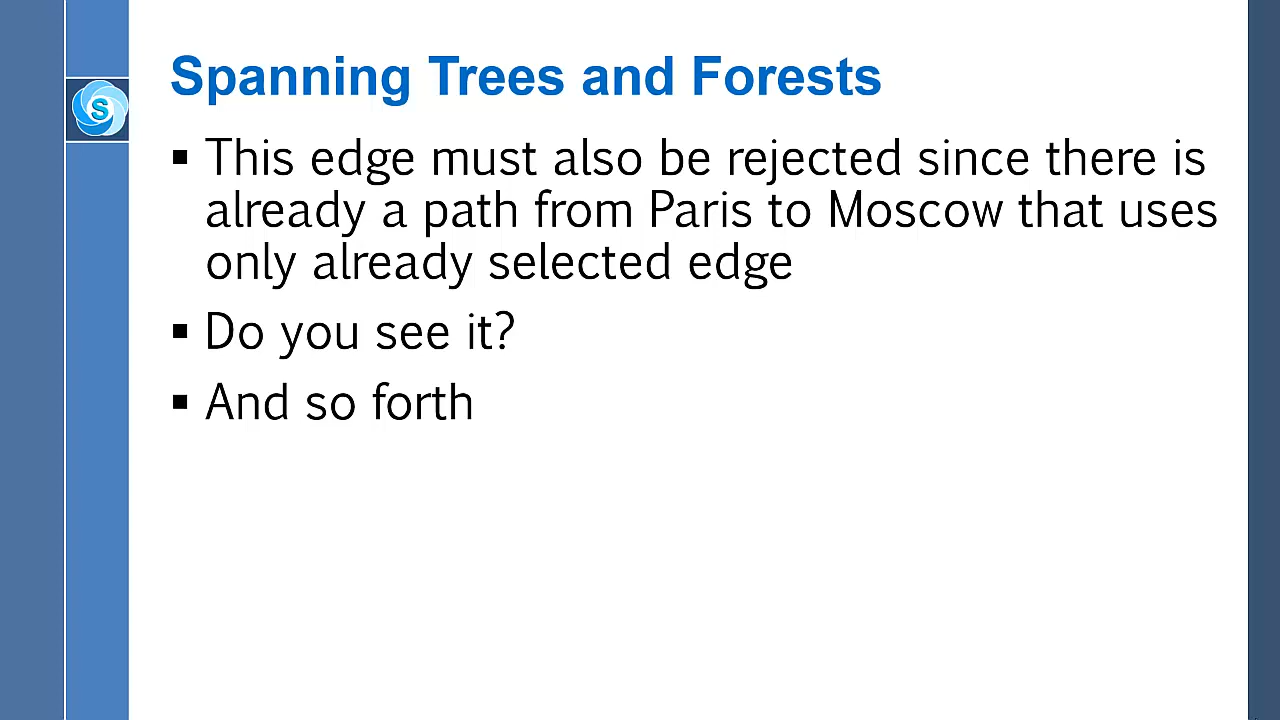 Spanning Trees and Forests
S
▪ This edge must also be rejected since there is
already a path from Paris to Moscow that uses
only already selected edge
▪ Do you see it?
▪ And so forth